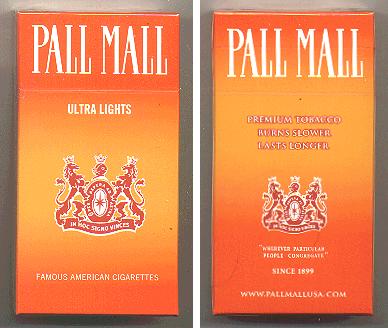 PALL MALL
ULTRA LIGHTS
IN HOC SIGNO VINCES
FAMOUS AMERICAN CIGARETTES
PALL MALL
PREMIUM TOBACCO
BURNS SLOWER
LASTS LONGER
"WHEREVER PARTICULAR
PEOPLE CONGREGATE"
SINCE 1899
WWW.PALLMALLUSA.COM